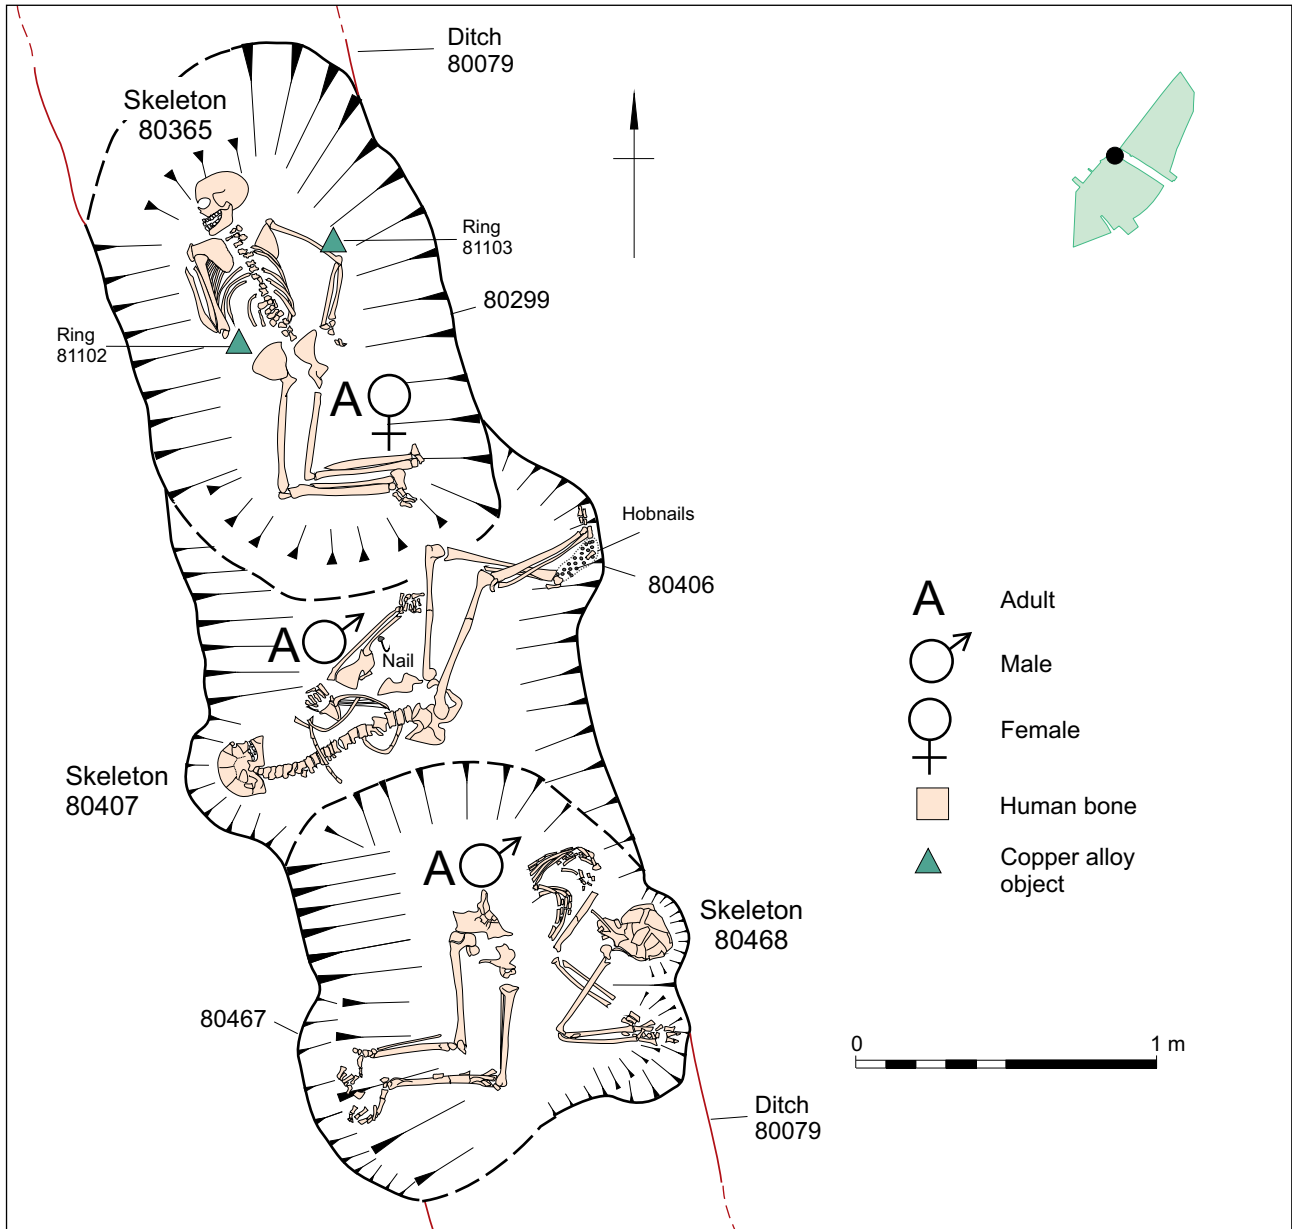 Ditch
80079
Skeleton
80365
Ring
81103
80299
Ring
81102
A
Hobnails
80406
A
Nail
Skeleton
80407
A
Skeleton
80468
80467
Ditch
80079
A Adult
Male
Female
Human bone
Copper alloy
object
0 1 m